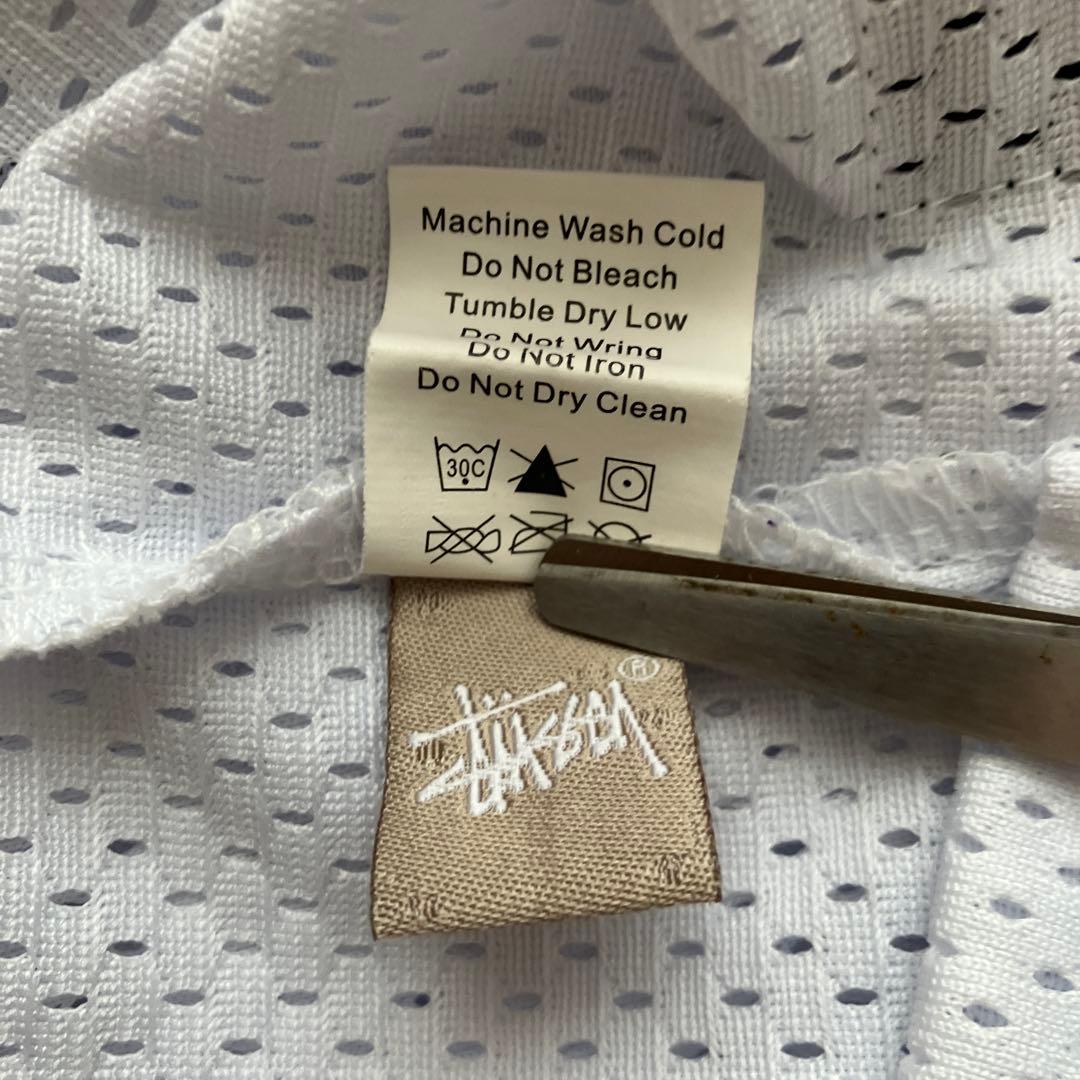 Machine Wash Cold
Do Not Bleach
Tumble Dry Low
Do Not Wring
Do Not Iron
Do Not Dry Clean
30C
Stüssy ®